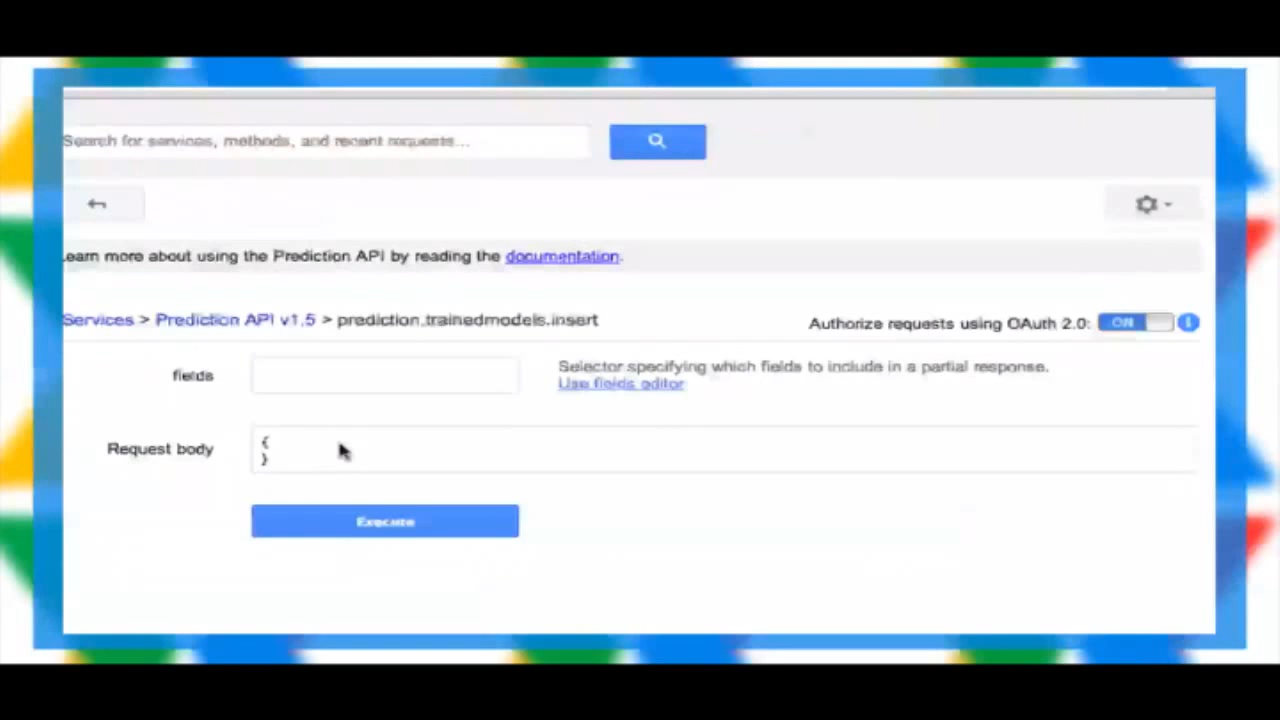 Search for services, methods, and recent requests...
earn more about using the Prediction API by reading the documentation.
Services > Prediction API v1.5 > prediction.trainedmodels.insert
Authorize requests using OAuth 2.0: ON i
fields
Selector specifying which fields to include in a partial response.
Use fields editor
Request body
{
}
Execute